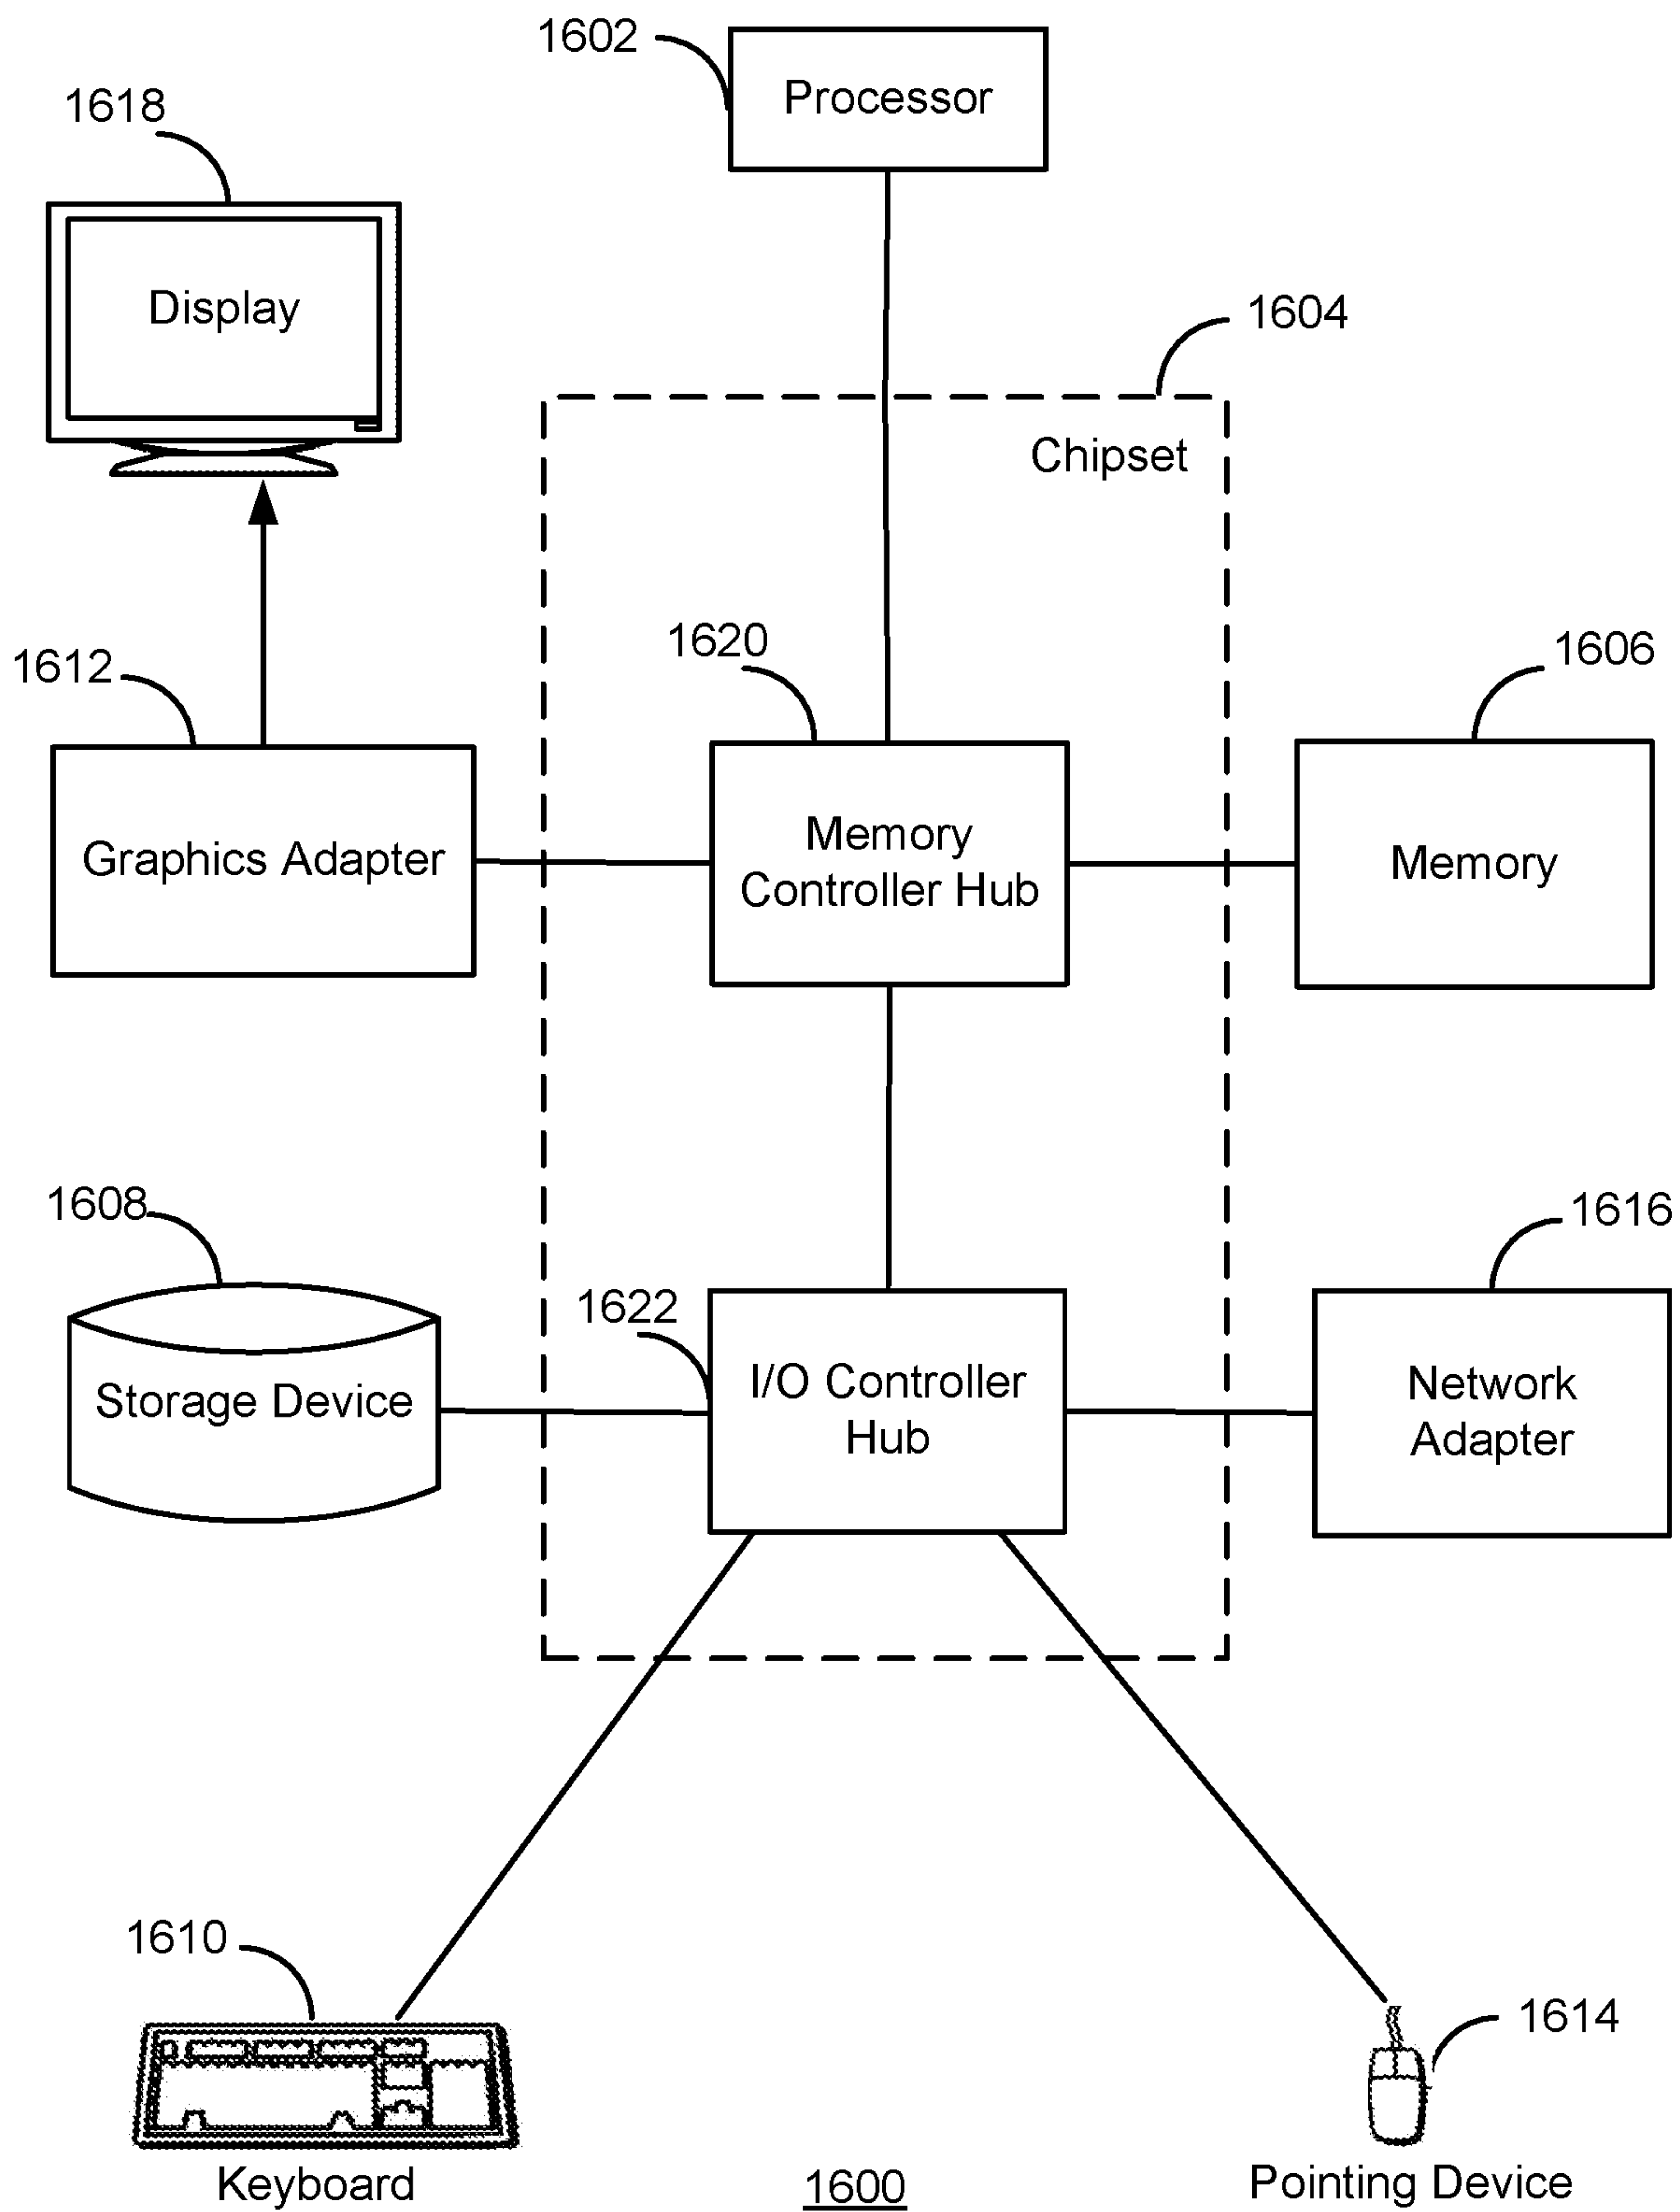 1602
Processor
1618
Display
1604
Chipset
1620
1606
1612
Memory
Controller Hub
Graphics Adapter
Memory
1608
1616
1622
I/O Controller
Hub
Storage Device
Network
Adapter
1610
1614
Keyboard
1600
Pointing Device